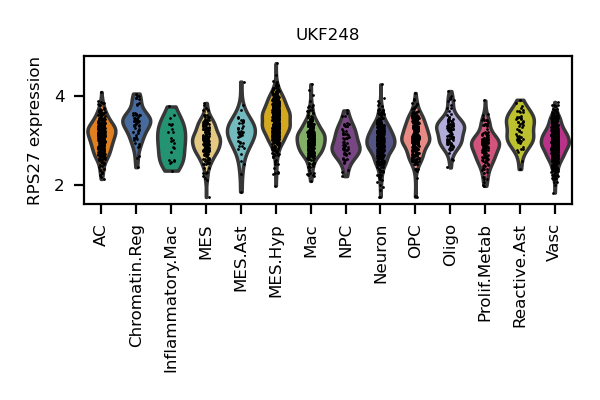 UKF248
RPS27 expression
4
2
AC
Chromatin.Reg
Inflammatory.Mac
MES
MES.Ast
MES.Hyp
Mac
NPC
Neuron
OPC
Oligo
Prolif.Metab
Reactive.Ast
Vasc